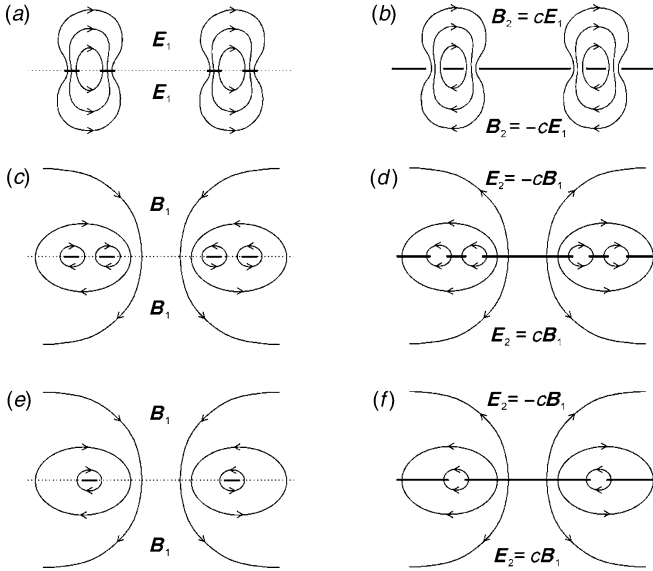 (a)
E₁
E₁
(b)
B₂ = cE₁
B₂ = −cE₁
(c)
B₁
B₁
(d)
E₂ = −cB₁
E₂ = cB₁
(e)
B₁
B₁
(f)
E₂ = −cB₁
E₂ = cB₁